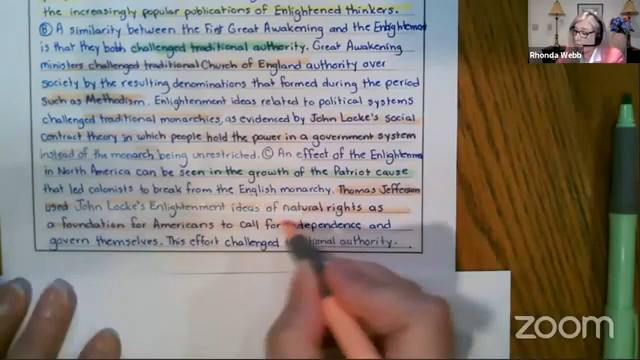 the increasingly popular publications of Enlightened thinkers.
Ⓑ A similarity between the First Great Awakening and the Enlightenment
is that they both challenged traditional authority. Great Awakening
ministers challenged traditional Church of England authority over
society by the resulting denominations that formed during the period
such as Methodism. Enlightenment ideas related to political systems
challenged traditional monarchies, as evidenced by John Locke's social
contract theory in which people hold the power in a government system
instead of the monarch being unrestricted. Ⓒ An effect of the Enlightenment
in North America can be seen in the growth of the Patriot cause
that led colonists to break from the English monarchy. Thomas Jefferson
used John Locke's Enlightenment ideas of natural rights as
a foundation for Americans to call for independence and
govern themselves. This effort challenged traditional authority.
Rhonda Webb
zoom